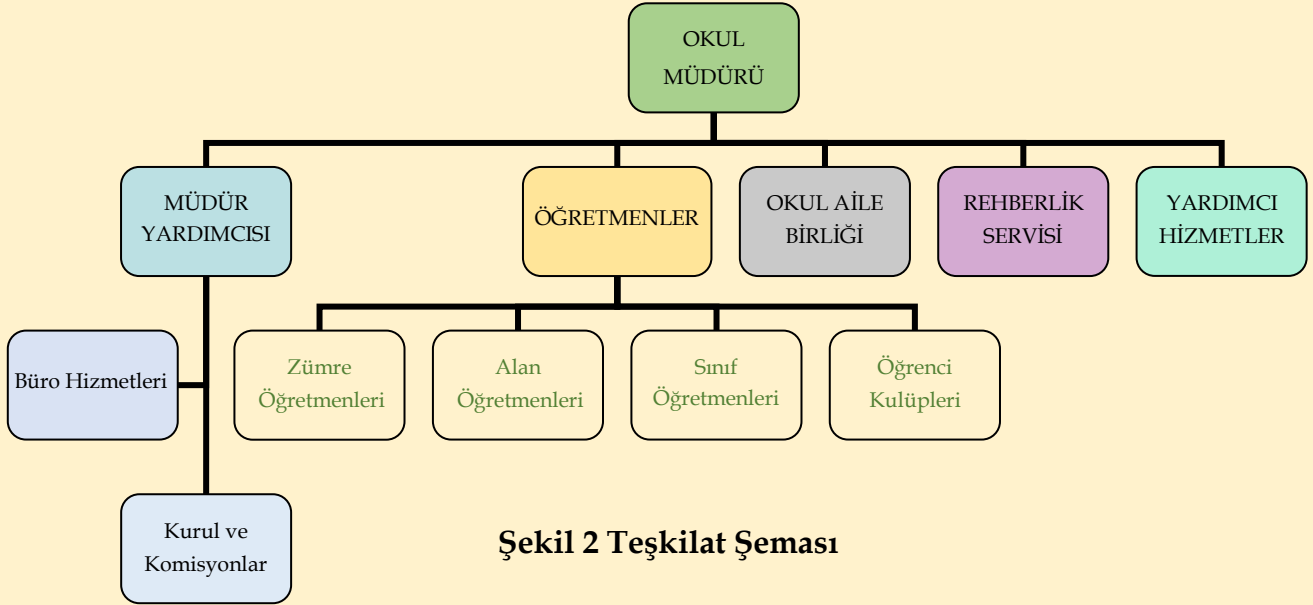 OKUL
MÜDÜRÜ
MÜDÜR
YARDIMCISI
ÖĞRETMENLER
OKUL AİLE
BİRLİĞİ
REHBERLİK
SERVİSİ
YARDIMCI
HİZMETLER
Büro Hizmetleri
Zümre
Öğretmenleri
Alan
Öğretmenleri
Sınıf
Öğretmenleri
Öğrenci
Kulüpleri
Kurul ve
Komisyonlar
Şekil 2 Teşkilat Şeması